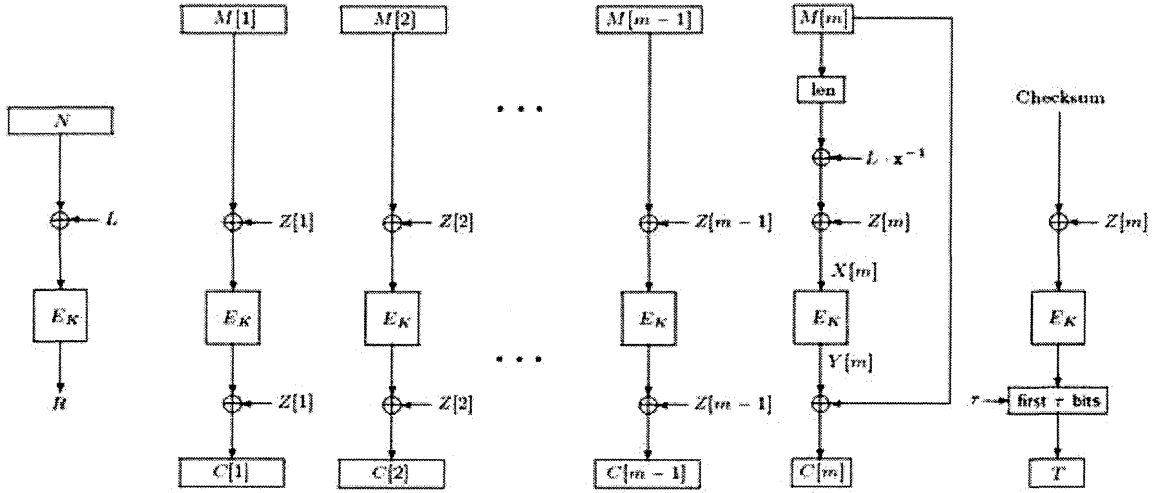 M[1] M[2] M[m − 1] M[m]
len
Checksum
N
L · x⁻¹
L
Z[1] Z[2] Z[m − 1] Z[m] Z[m]
X[m]
E_K E_K E_K E_K E_K E_K
Y[m]
R
Z[1] Z[2] Z[m − 1]
τ first τ bits
C[1] C[2] C[m − 1] C[m] T